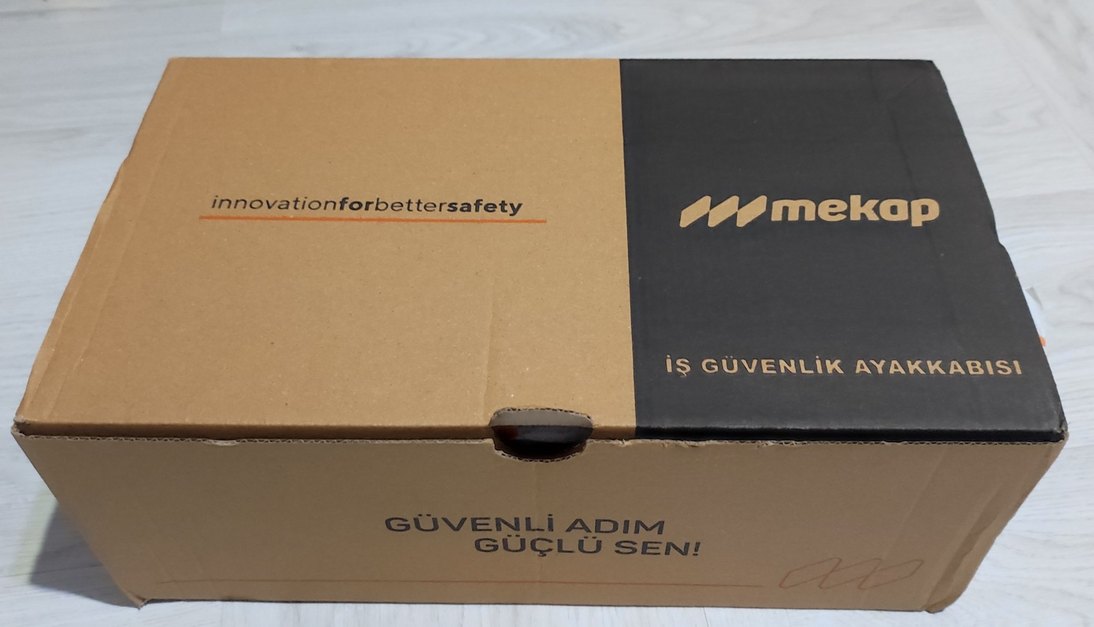 innovationforbettersafety
mekap
İŞ GÜVENLİK AYAKKABISI
GÜVENLİ ADIM
GÜÇLÜ SEN!